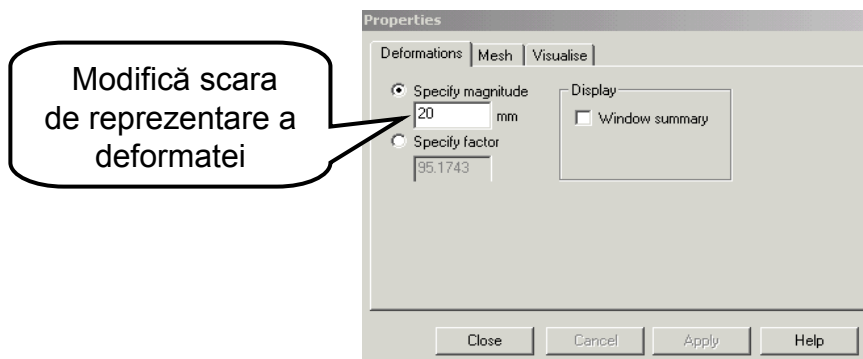 Modifică scara
de reprezentare a
deformatei
Properties
Deformations Mesh Visualise
Specify magnitude
20 mm
Specify factor
95.1743
Display
Window summary
Close Cancel Apply Help